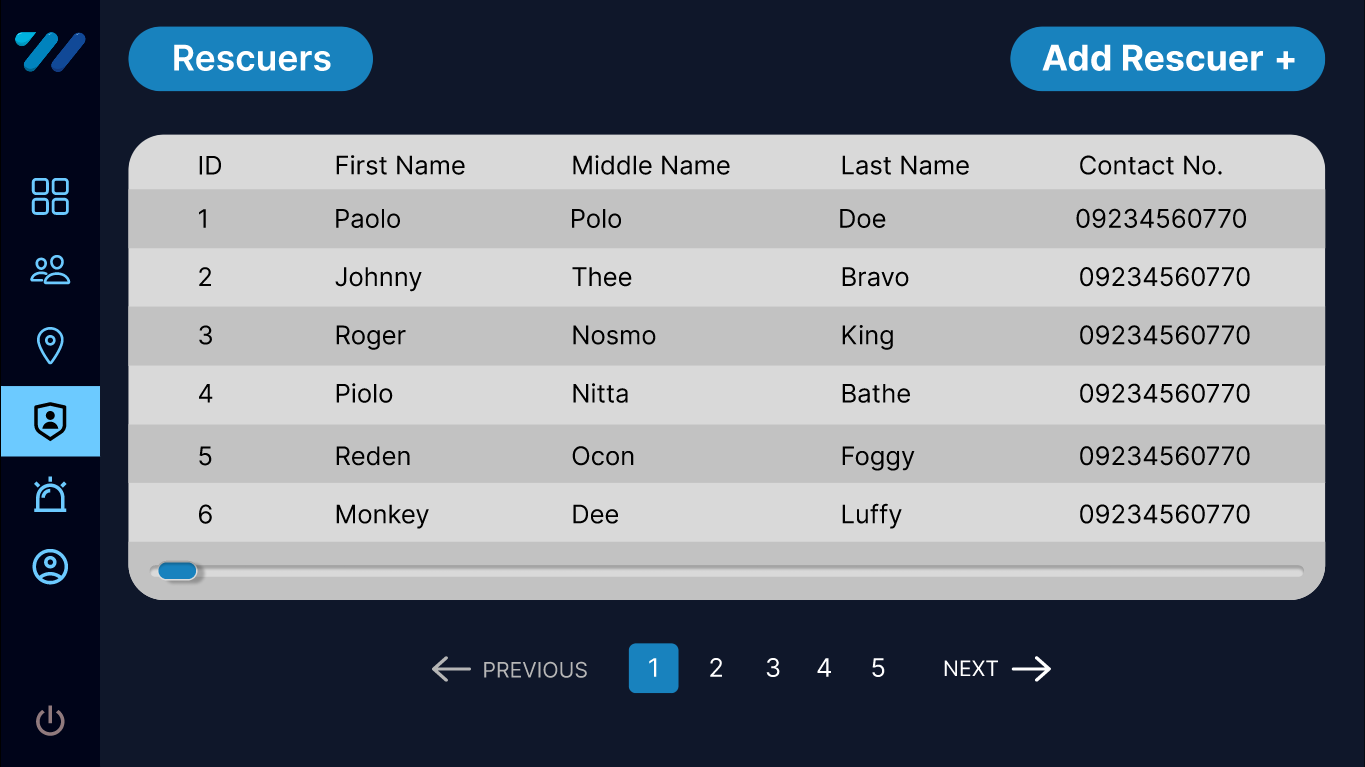 Rescuers Add Rescuer +
ID First Name Middle Name Last Name Contact No.
1 Paolo Polo Doe 09234560770
2 Johnny Thee Bravo 09234560770
3 Roger Nosmo King 09234560770
4 Piolo Nitta Bathe 09234560770
5 Reden Ocon Foggy 09234560770
6 Monkey Dee Luffy 09234560770
PREVIOUS 1 2 3 4 5 NEXT